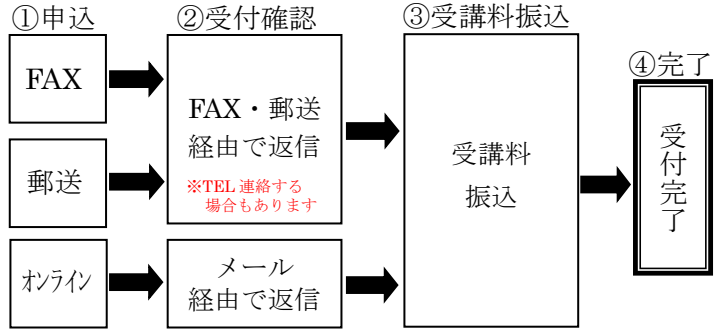 ①申込
②受付確認
③受講料振込
④完了
FAX
郵送
オンライン
FAX・郵送
経由で返信
※TEL 連絡する
場合もあります
メール
経由で返信
受講料
振込
受付完了